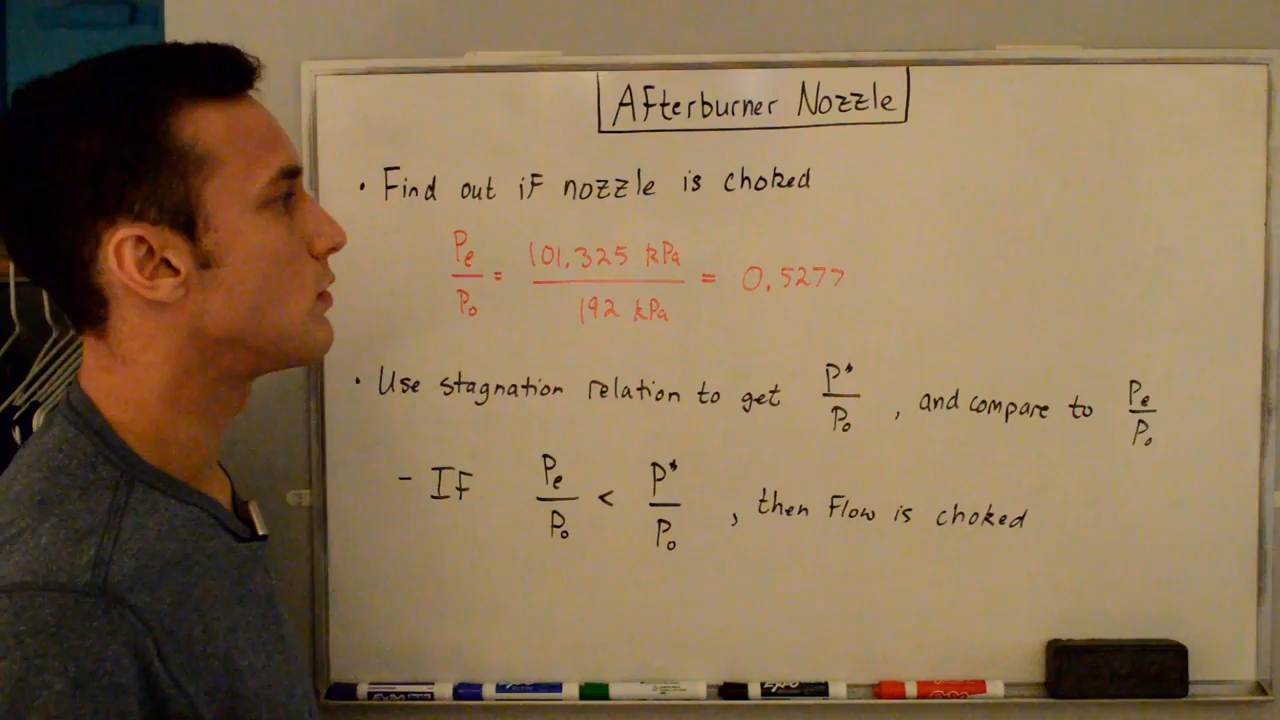 Afterburner Nozzle
• Find out if nozzle is choked
Pe/Po = 101.325 kPa / 192 kPa = 0.5277
• Use stagnation relation to get P*/Po , and compare to Pe/Po
- If Pe/Po < P*/Po , then Flow is choked
EXPO